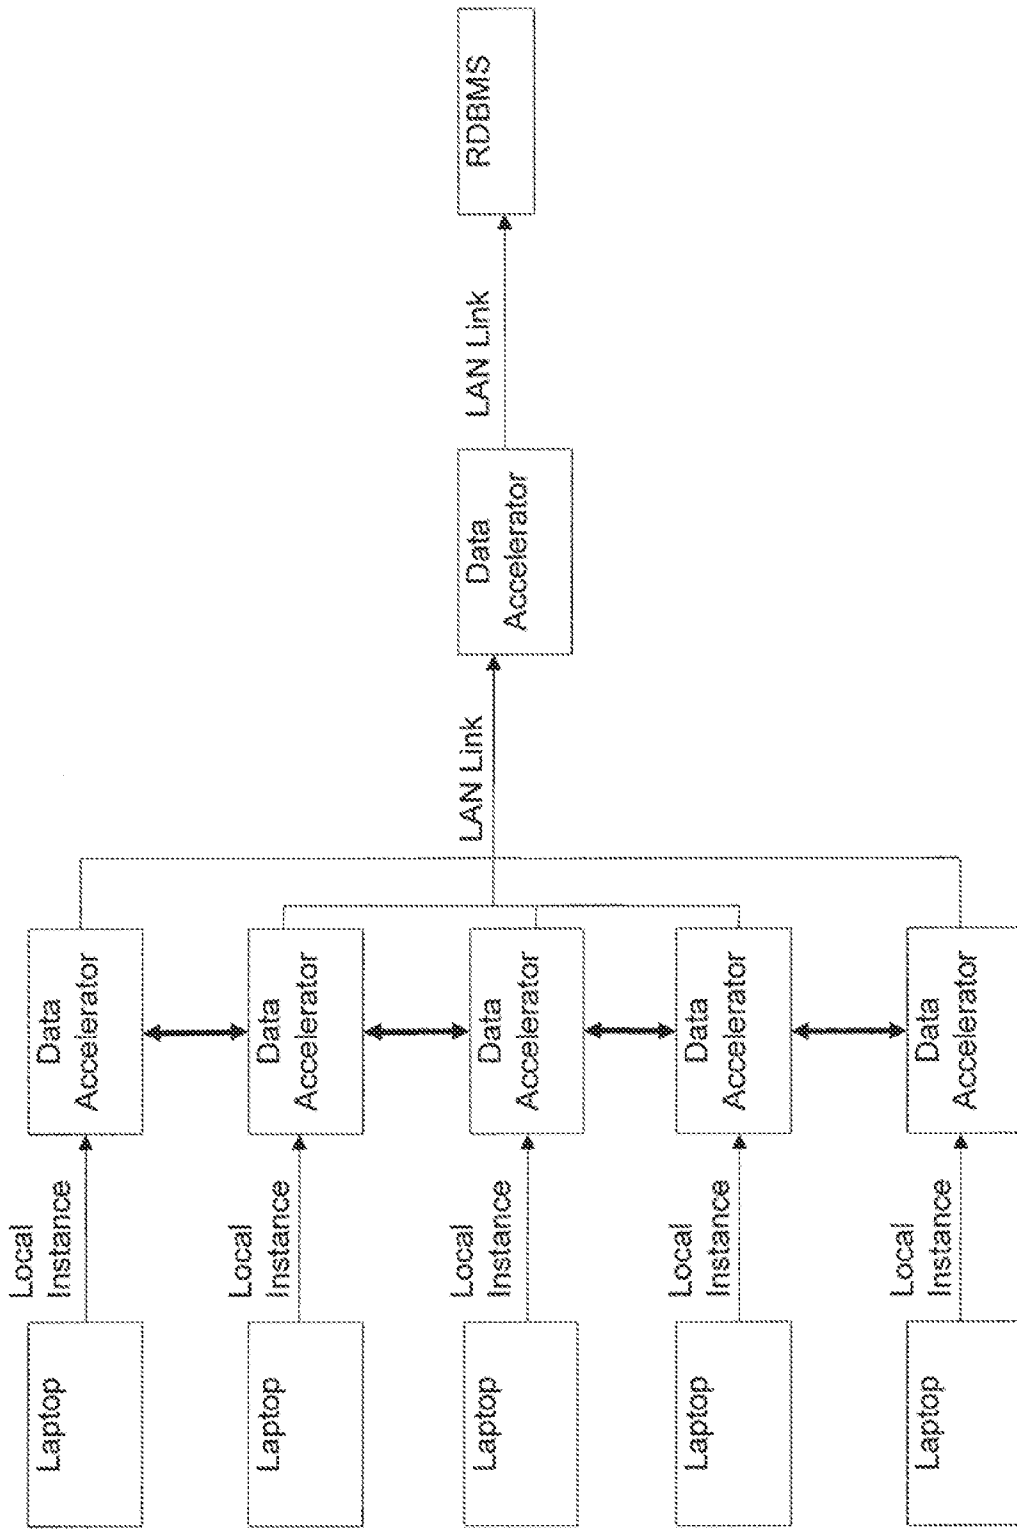 Laptop
Local
Instance
Data
Accelerator
Laptop
Local
Instance
Data
Accelerator
Laptop
Local
Instance
Data
Accelerator
Laptop
Local
Instance
Data
Accelerator
Laptop
Local
Instance
Data
Accelerator
LAN Link
Data
Accelerator
LAN Link
RDBMS